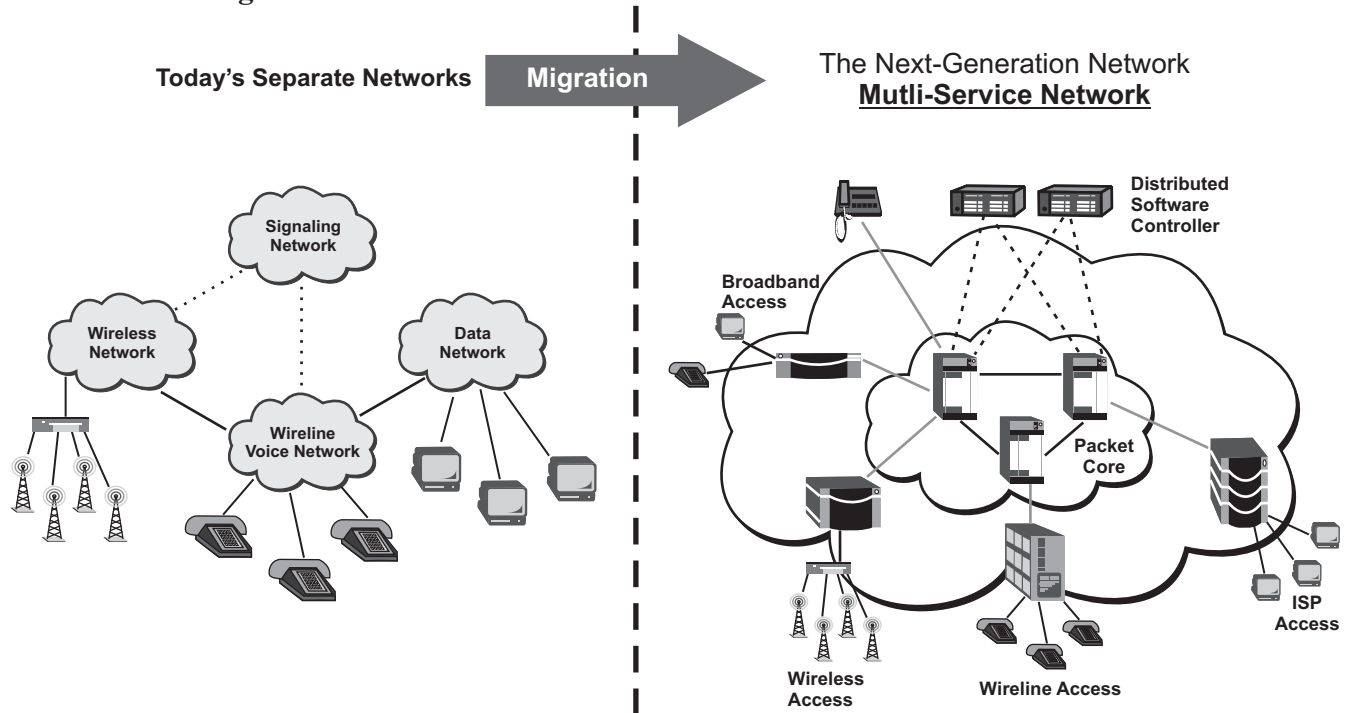 Today's Separate Networks
Migration
The Next-Generation Network
Mutli-Service Network
Signaling
Network
Wireless
Network
Data
Network
Wireline
Voice Network
Distributed
Software
Controller
Broadband
Access
Packet
Core
ISP
Access
Wireless
Access
Wireline Access